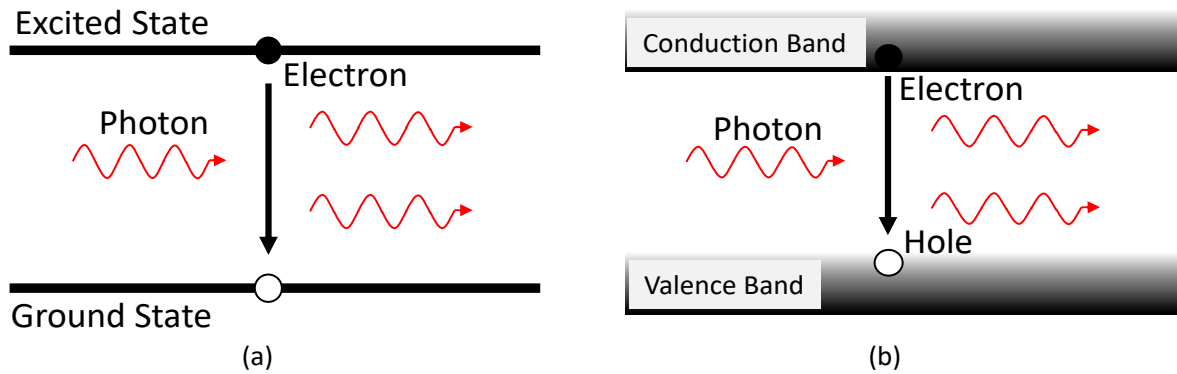 Excited State
Electron
Photon
Ground State
(a)
Conduction Band
Electron
Photon
Hole
Valence Band
(b)